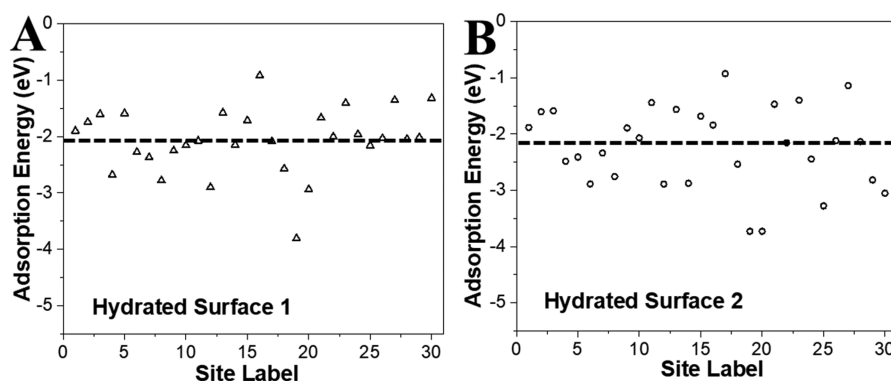 A
Adsorption Energy (eV)
0
-1
-2
-3
-4
-5
Hydrated Surface 1
0 5 10 15 20 25 30
Site Label
B
Adsorption Energy (eV)
0
-1
-2
-3
-4
-5
Hydrated Surface 2
0 5 10 15 20 25 30
Site Label